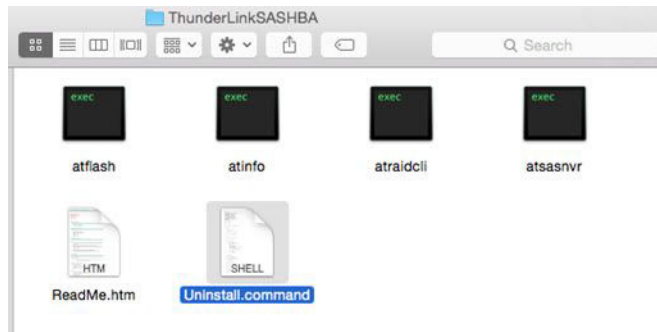 ThunderLinkSASHBA
Search
exec exec exec exec
atflash atinfo atraidcli atsasnvr
HTM SHELL
ReadMe.htm Uninstall.command